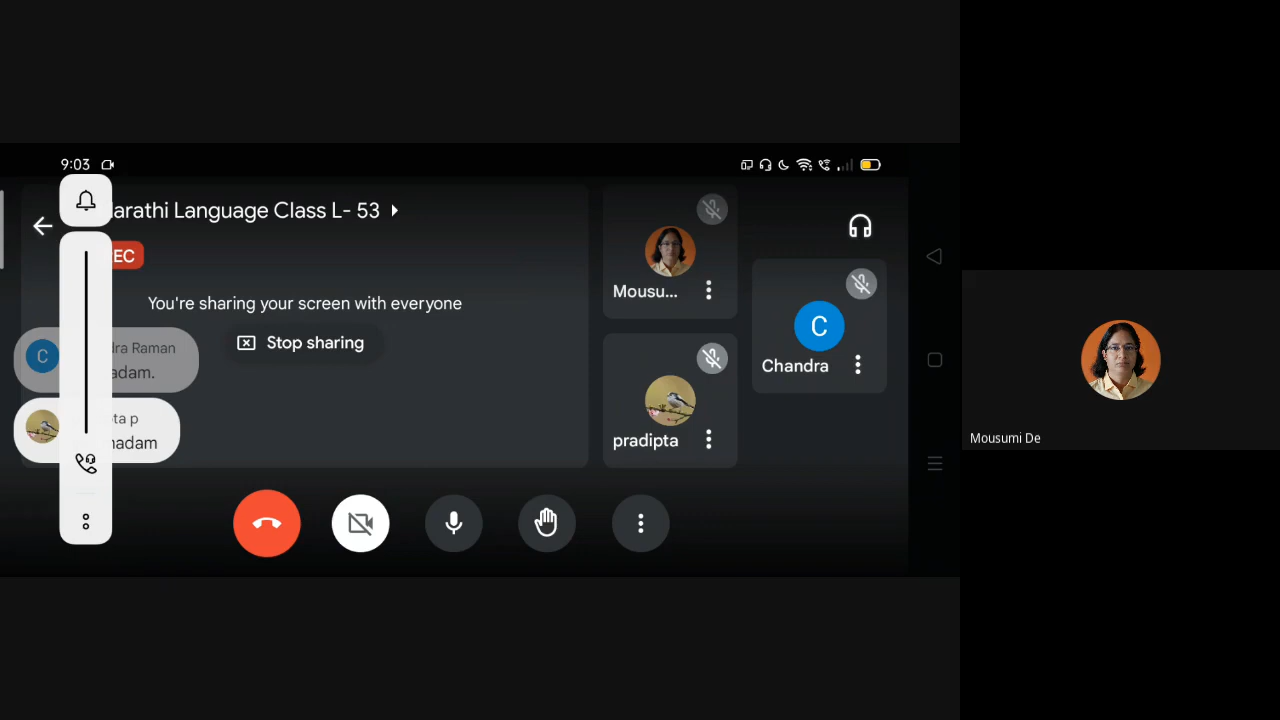 9:03
arathi Language Class L- 53
EC
You're sharing your screen with everyone
Stop sharing
C
dra Raman
adam.
ta p
madam
Mousu...
pradipta
C
Chandra
Mousumi De